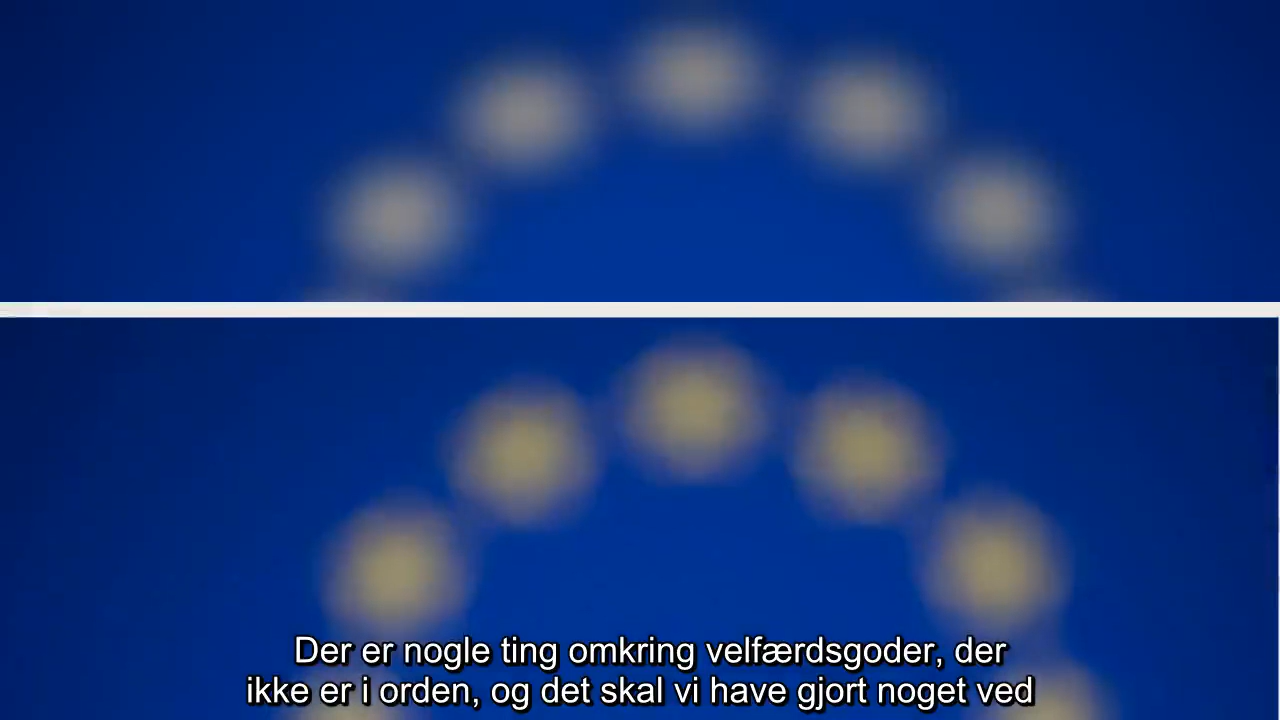 Der er nogle ting omkring velfærdsgoder, der
ikke er i orden, og det skal vi have gjort noget ved